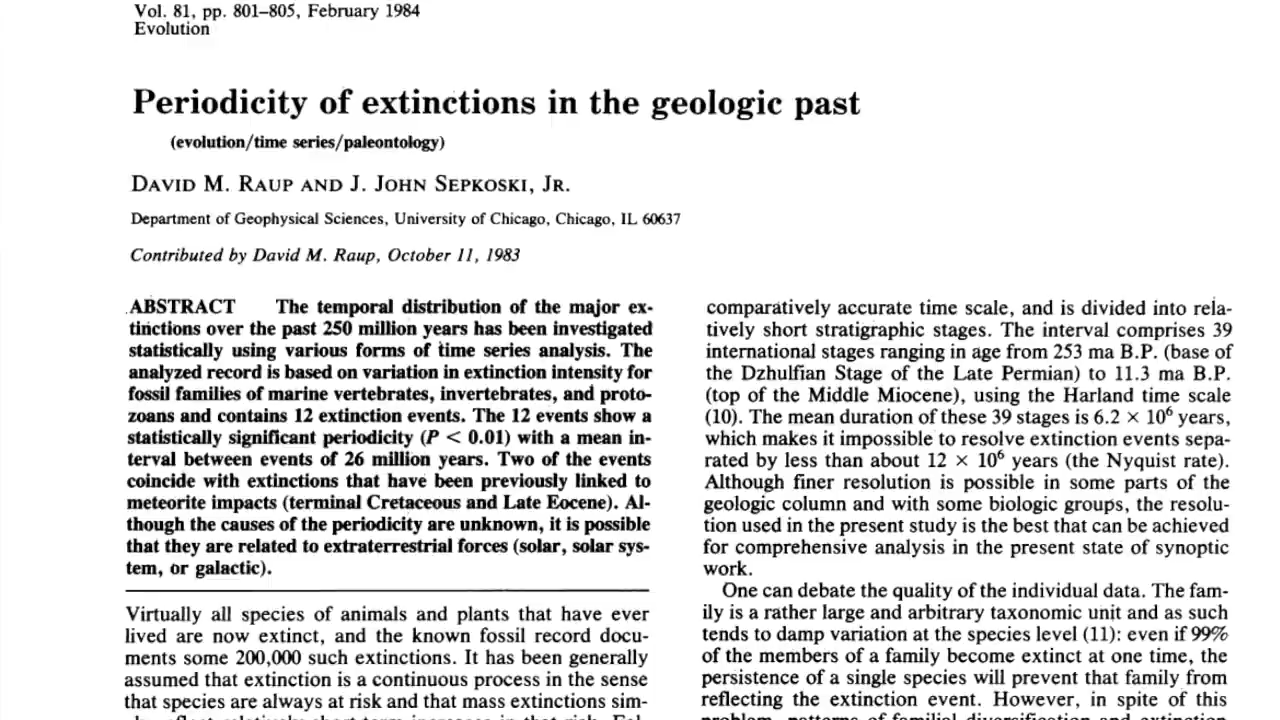 Vol. 81, pp. 801–805, February 1984
Evolution
Periodicity of extinctions in the geologic past
(evolution/time series/paleontology)
DAVID M. RAUP AND J. JOHN SEPKOSKI, JR.
Department of Geophysical Sciences, University of Chicago, Chicago, IL 60637
Contributed by David M. Raup, October 11, 1983
ABSTRACT The temporal distribution of the major ex-
tinctions over the past 250 million years has been investigated
statistically using various forms of time series analysis. The
analyzed record is based on variation in extinction intensity for
fossil families of marine vertebrates, invertebrates, and proto-
zoans and contains 12 extinction events. The 12 events show a
statistically significant periodicity (P < 0.01) with a mean in-
terval between events of 26 million years. Two of the events
coincide with extinctions that have been previously linked to
meteorite impacts (terminal Cretaceous and Late Eocene). Al-
though the causes of the periodicity are unknown, it is possible
that they are related to extraterrestrial forces (solar, solar sys-
tem, or galactic).
Virtually all species of animals and plants that have ever
lived are now extinct, and the known fossil record docu-
ments some 200,000 such extinctions. It has been generally
assumed that extinction is a continuous process in the sense
that species are always at risk and that mass extinctions sim-
comparatively accurate time scale, and is divided into rela-
tively short stratigraphic stages. The interval comprises 39
international stages ranging in age from 253 ma B.P. (base of
the Dzhulfian Stage of the Late Permian) to 11.3 ma B.P.
(top of the Middle Miocene), using the Harland time scale
(10). The mean duration of these 39 stages is 6.2 × 10⁶ years,
which makes it impossible to resolve extinction events sepa-
rated by less than about 12 × 10⁶ years (the Nyquist rate).
Although finer resolution is possible in some parts of the
geologic column and with some biologic groups, the resolu-
tion used in the present study is the best that can be achieved
for comprehensive analysis in the present state of synoptic
work.
One can debate the quality of the individual data. The fam-
ily is a rather large and arbitrary taxonomic unit and as such
tends to damp variation at the species level (11): even if 99%
of the members of a family become extinct at one time, the
persistence of a single species will prevent that family from
reflecting the extinction event. However, in spite of this